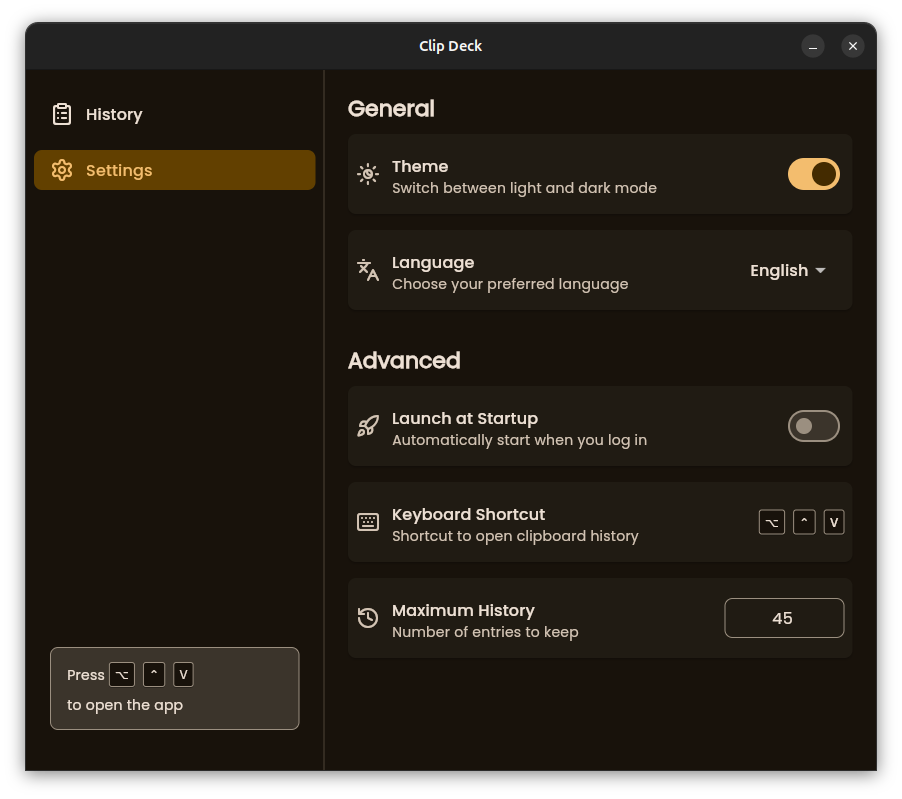 Clip Deck
History
Settings
General
Theme
Switch between light and dark mode
Language
Choose your preferred language
English
Advanced
Launch at Startup
Automatically start when you log in
Keyboard Shortcut
Shortcut to open clipboard history
⌥ ⌃ V
Maximum History
Number of entries to keep
45
Press ⌥ ⌃ V
to open the app